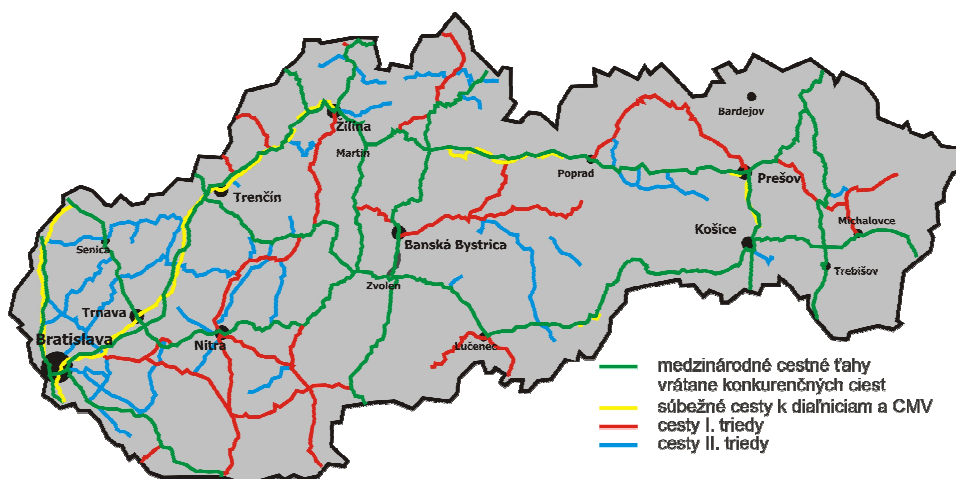 Bardejov
Žilina
Martin
Poprad
Prešov
Trenčín
Michalovce
Košice
Banská Bystrica
Senica
Trebišov
Zvolen
Trnava
Bratislava
Nitra
Lučenec
medzinárodné cestné ťahy
vrátane konkurenčných ciest
súbežné cesty k diaľniciam a CMV
cesty I. triedy
cesty II. triedy